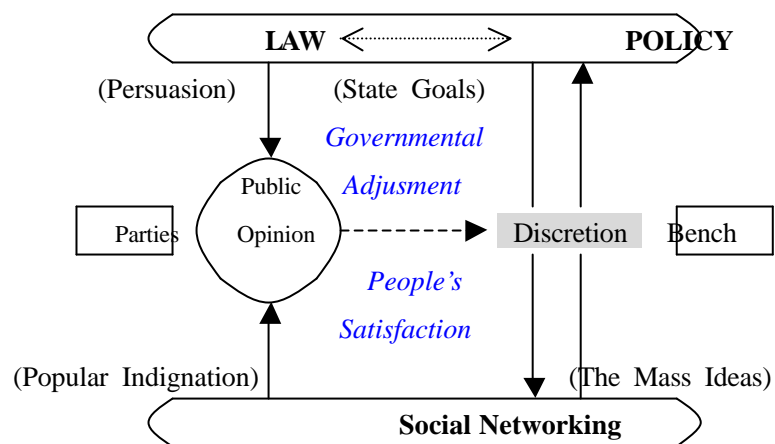 LAW POLICY
(Persuasion) (State Goals)
Governmental
Adjusment
Public
Opinion
Parties
Discretion
Bench
People's
Satisfaction
(Popular Indignation) (The Mass Ideas)
Social Networking